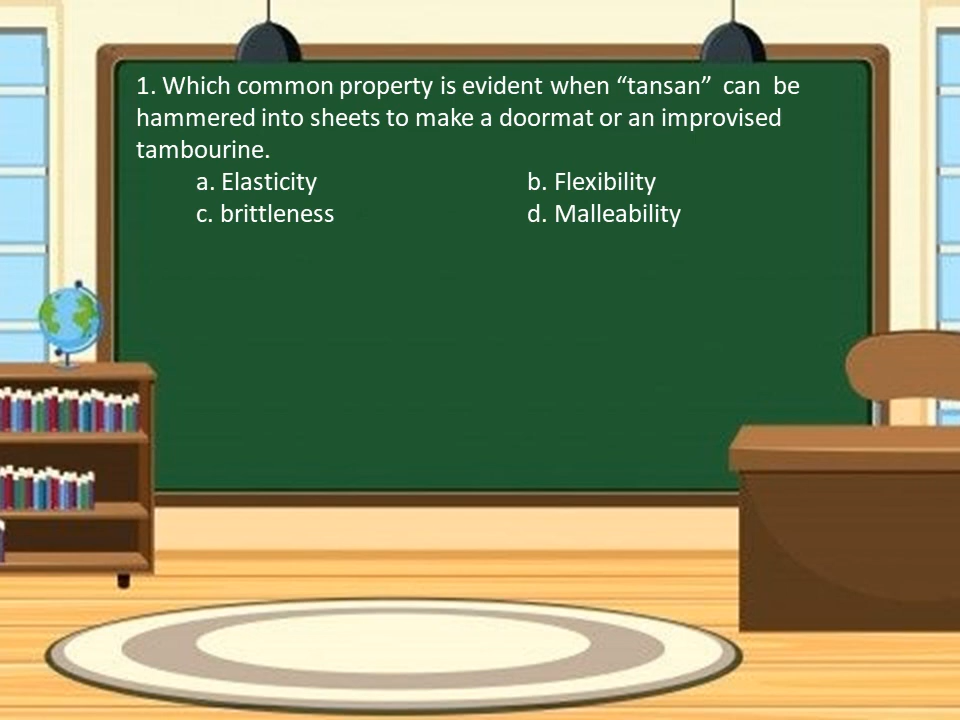 1. Which common property is evident when “tansan”  can  be
hammered into sheets to make a doormat or an improvised
tambourine.
a. Elasticity b. Flexibility
c. brittleness d. Malleability